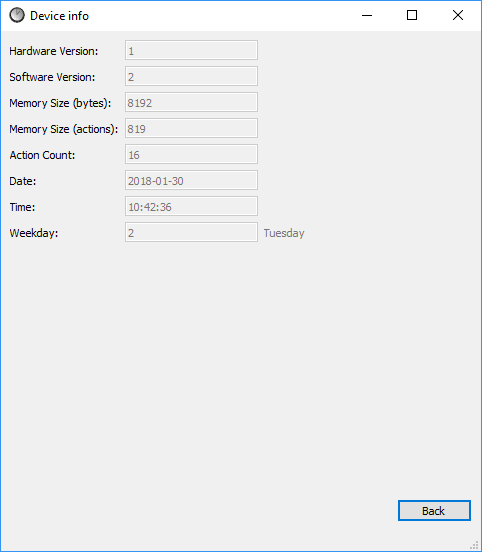 Device info
Hardware Version: 1
Software Version: 2
Memory Size (bytes): 8192
Memory Size (actions): 819
Action Count: 16
Date: 2018-01-30
Time: 10:42:36
Weekday: 2 Tuesday
Back